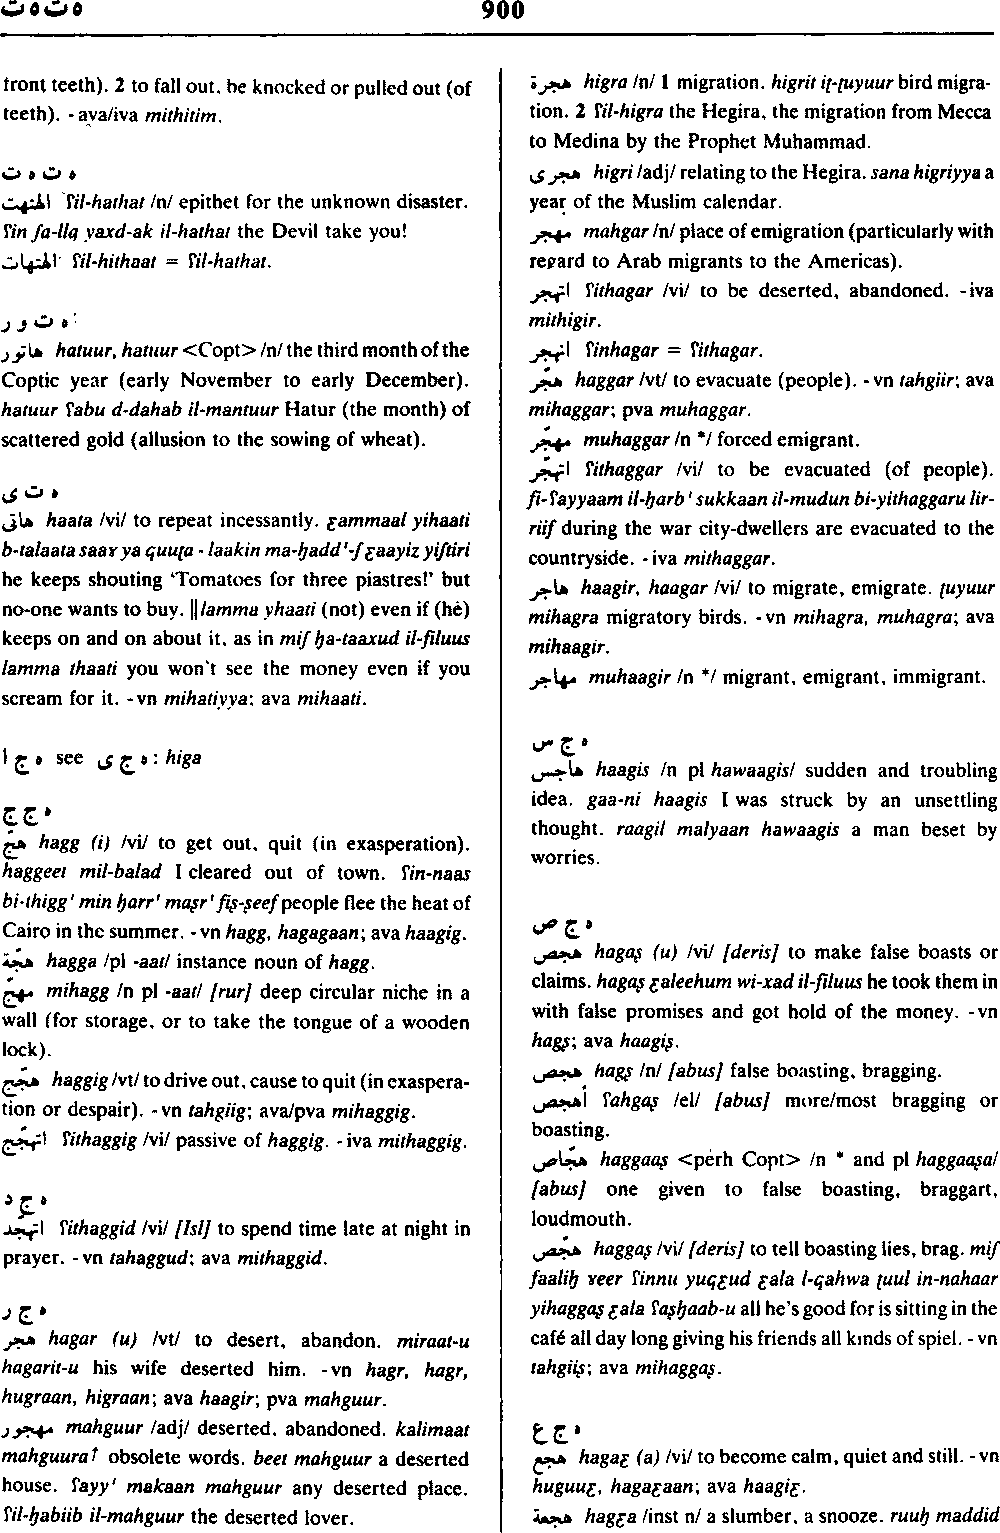 هتهت
900
front teeth). 2 to fall out, be knocked or pulled out (of
teeth). - ava/iva mithitim.
ه ت ه ت
الهتهت ʕil-hathat /n/ epithet for the unknown disaster.
ʕin ʃa-llạ yaxd-ak il-hathat the Devil take you!
الهتهات ʕil-hithaat = ʕil-hathat.
ه ت و ر
هاتور hatuur, hatuur <Copt> /n/ the third month of the
Coptic year (early November to early December).
hatuur ʕabu d-dahab il-mantuur Hatur (the month) of
scattered gold (allusion to the sowing of wheat).
ه ت ى
هاتى haata /vi/ to repeat incessantly. ƹammaal yihaati
b-talaata saaɤ ya quuṭa - laakin ma-ḥadd'-ʃ ƹaayiz yiʃtiri
he keeps shouting ‘Tomatoes for three piastres!’ but
no-one wants to buy. ||lamma yhaati (not) even if (he)
keeps on and on about it, as in miʃ ḥa-taaxud il-filuus
lamma thaati you won't see the money even if you
scream for it. -vn mihatiyya; ava mihaati.
ه ج ا see ه ج ى : higa
ه ج ج
هجّ hagg (i) /vi/ to get out, quit (in exasperation).
haggeet mil-balad I cleared out of town. ʕin-naas
bi-thigg' min ḥarr' maṣr' fiṣ-ṣeef people flee the heat of
Cairo in the summer. -vn hagg, hagagaan; ava haagig.
هجّة hagga /pl -aat/ instance noun of hagg.
مهجّ mihagg /n pl -aat/ [rur] deep circular niche in a
wall (for storage, or to take the tongue of a wooden
lock).
هجّج haggig /vt/ to drive out, cause to quit (in exaspera-
tion or despair). -vn tahgiig; ava/pva mihaggig.
اتهجّج ʕithaggig /vi/ passive of haggig. -iva mithaggig.
ه ج د
اتهجّد ʕithaggid /vi/ [Isl] to spend time late at night in
prayer. -vn tahaggud; ava mithaggid.
ه ج ر
هجر hagar (u) /vt/ to desert, abandon. miraat-u
hagarit-u his wife deserted him. -vn hagr, hagr,
hugraan, higraan; ava haagir; pva mahguur.
مهجور mahguur /adj/ deserted, abandoned. kalimaat
mahguura↑ obsolete words. beet mahguur a deserted
house. ʕayy' makaan mahguur any deserted place.
ʕil-ḥabiib il-mahguur the deserted lover.
هجرة higra /n/ 1 migration. higrit iṭ-ṭuyuur bird migra-
tion. 2 ʕil-higra the Hegira, the migration from Mecca
to Medina by the Prophet Muhammad.
هجرى higri /adj/ relating to the Hegira. sana higriyya a
year of the Muslim calendar.
مهجر mahgar /n/ place of emigration (particularly with
regard to Arab migrants to the Americas).
اتهجر ʕithagar /vi/ to be deserted, abandoned. -iva
mithigir.
انهجر ʕinhagar = ʕithagar.
هجّر haggar /vt/ to evacuate (people). -vn tahgiir; ava
mihaggar; pva muhaggar.
مهجّر muhaggar /n */ forced emigrant.
اتهجّر ʕithaggar /vi/ to be evacuated (of people).
fi-ʕayyaam il-ḥarb' sukkaan il-mudun bi-yithaggaru lir-
riif during the war city-dwellers are evacuated to the
countryside. -iva mithaggar.
هاجر haagir, haagar /vi/ to migrate, emigrate. ṭuyuur
mihagra migratory birds. -vn mihagra, muhagra; ava
mihaagir.
مهاجر muhaagir /n */ migrant, emigrant, immigrant.
ه ج س
هاجس haagis /n pl hawaagis/ sudden and troubling
idea. gaa-ni haagis I was struck by an unsettling
thought. raagil malyaan hawaagis a man beset by
worries.
ه ج ص
هجص hagaṣ (u) /vi/ [deris] to make false boasts or
claims. hagaṣ ƹaleehum wi-xad il-filuus he took them in
with false promises and got hold of the money. -vn
hagṣ; ava haagiṣ.
هجص hagṣ /n/ [abus] false boasting, bragging.
أهجص ʕahgaṣ /el/ [abus] more/most bragging or
boasting.
هجّاص haggaaṣ <perh Copt> /n * and pl haggaaṣa/
[abus] one given to false boasting, braggart,
loudmouth.
هجّص haggaṣ /vi/ [deris] to tell boasting lies, brag. miʃ
faaliḥ ɤeer ʕinnu yuqƹud ƹala l-qahwa ṭuul in-nahaar
yihaggaṣ ƹala ʕaṣḥaab-u all he's good for is sitting in the
café all day long giving his friends all kinds of spiel. -vn
tahgiiṣ; ava mihaggaṣ.
ه ج ع
هجع hagaƹ (a) /vi/ to become calm, quiet and still. -vn
huguuƹ, hagaƹaan; ava haagiƹ.
هجعة hagƹa /inst n/ a slumber, a snooze. ruuḥ maddid